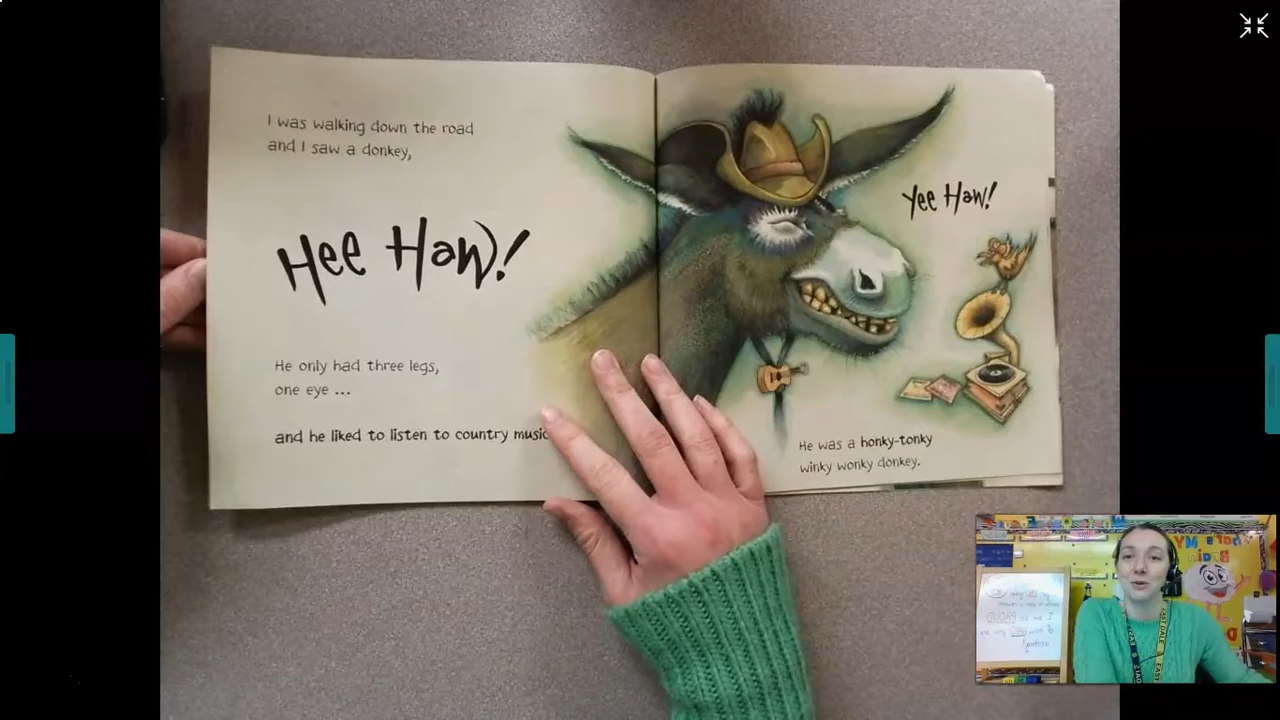 I was walking down the road
and I saw a donkey,
Hee Haw!
He only had three legs,
one eye ...
and he liked to listen to country music
Yee Haw!
He was a honky-tonky
winky wonky donkey.